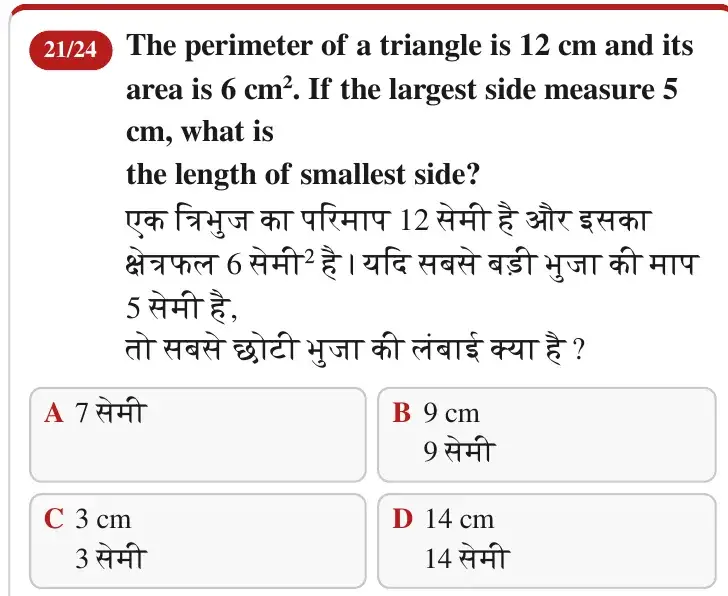 21/24 The perimeter of a triangle is 12 cm and its
area is 6 cm². If the largest side measure 5
cm, what is
the length of smallest side?
एक त्रिभुज का परिमाप 12 सेमी है और इसका
क्षेत्रफल 6 सेमी² है। यदि सबसे बड़ी भुजा की माप
5 सेमी है,
तो सबसे छोटी भुजा की लंबाई क्या है ?
A 7 सेमी
B 9 cm
9 सेमी
C 3 cm
3 सेमी
D 14 cm
14 सेमी